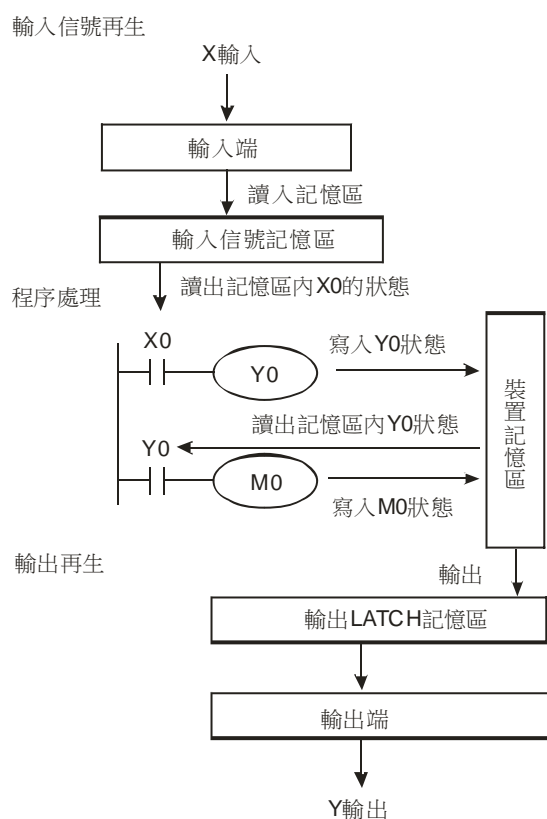 輸入信號再生
X輸入
輸入端
讀入記憶區
輸入信號記憶區
讀出記憶區內X0的狀態
程序處理
X0
Y0
寫入Y0狀態
讀出記憶區內Y0狀態
Y0
M0
寫入M0狀態
裝置記憶區
輸出再生
輸出
輸出LATCH記憶區
輸出端
Y輸出